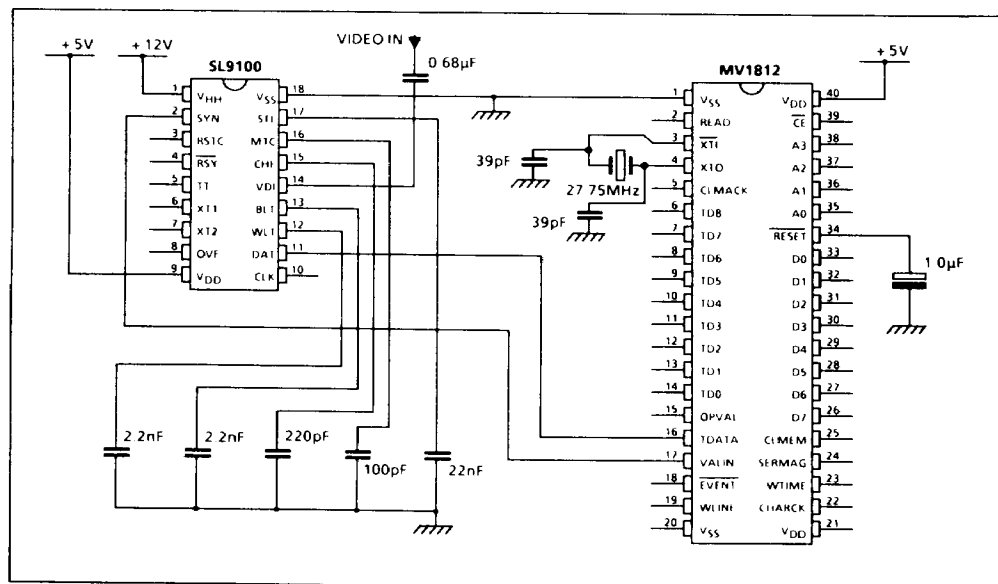 +5V
+12V
VIDEO IN
0 68µF
SL9100
1 VHH
2 SYN
3 RSTC
4 RSY
5 TT
6 XT1
7 XT2
8 OVF
9 VDD
VSS 18
17
MTC 16
CHF 15
VDI 14
BLT 13
WLT 12
DAT 11
CLK 10
2 2nF
2.2nF
220pF
100pF
22nF
39pF
27 75MHz
39pF
MV1812
+5V
1 VSS
2 READ
3 XTI
4 XTO
5 CLMACK
6 TD8
7 TD7
8 TD6
9 TD5
10 TD4
11 TD3
12 TD2
13 TD1
14 TD0
15 OPVAL
16 TDATA
17 VALIN
18 EVENT
19 WLINE
20 VSS
VDD 40
CE 39
A3 38
A2 37
A1 36
A0 35
RESET 34
D0 33
D1 32
D2 31
D3 30
D4 29
D5 28
D6 27
D7 26
CLMEM 25
SERMAG 24
WTIME 23
CHARCK 22
VDD 21
1 0µF